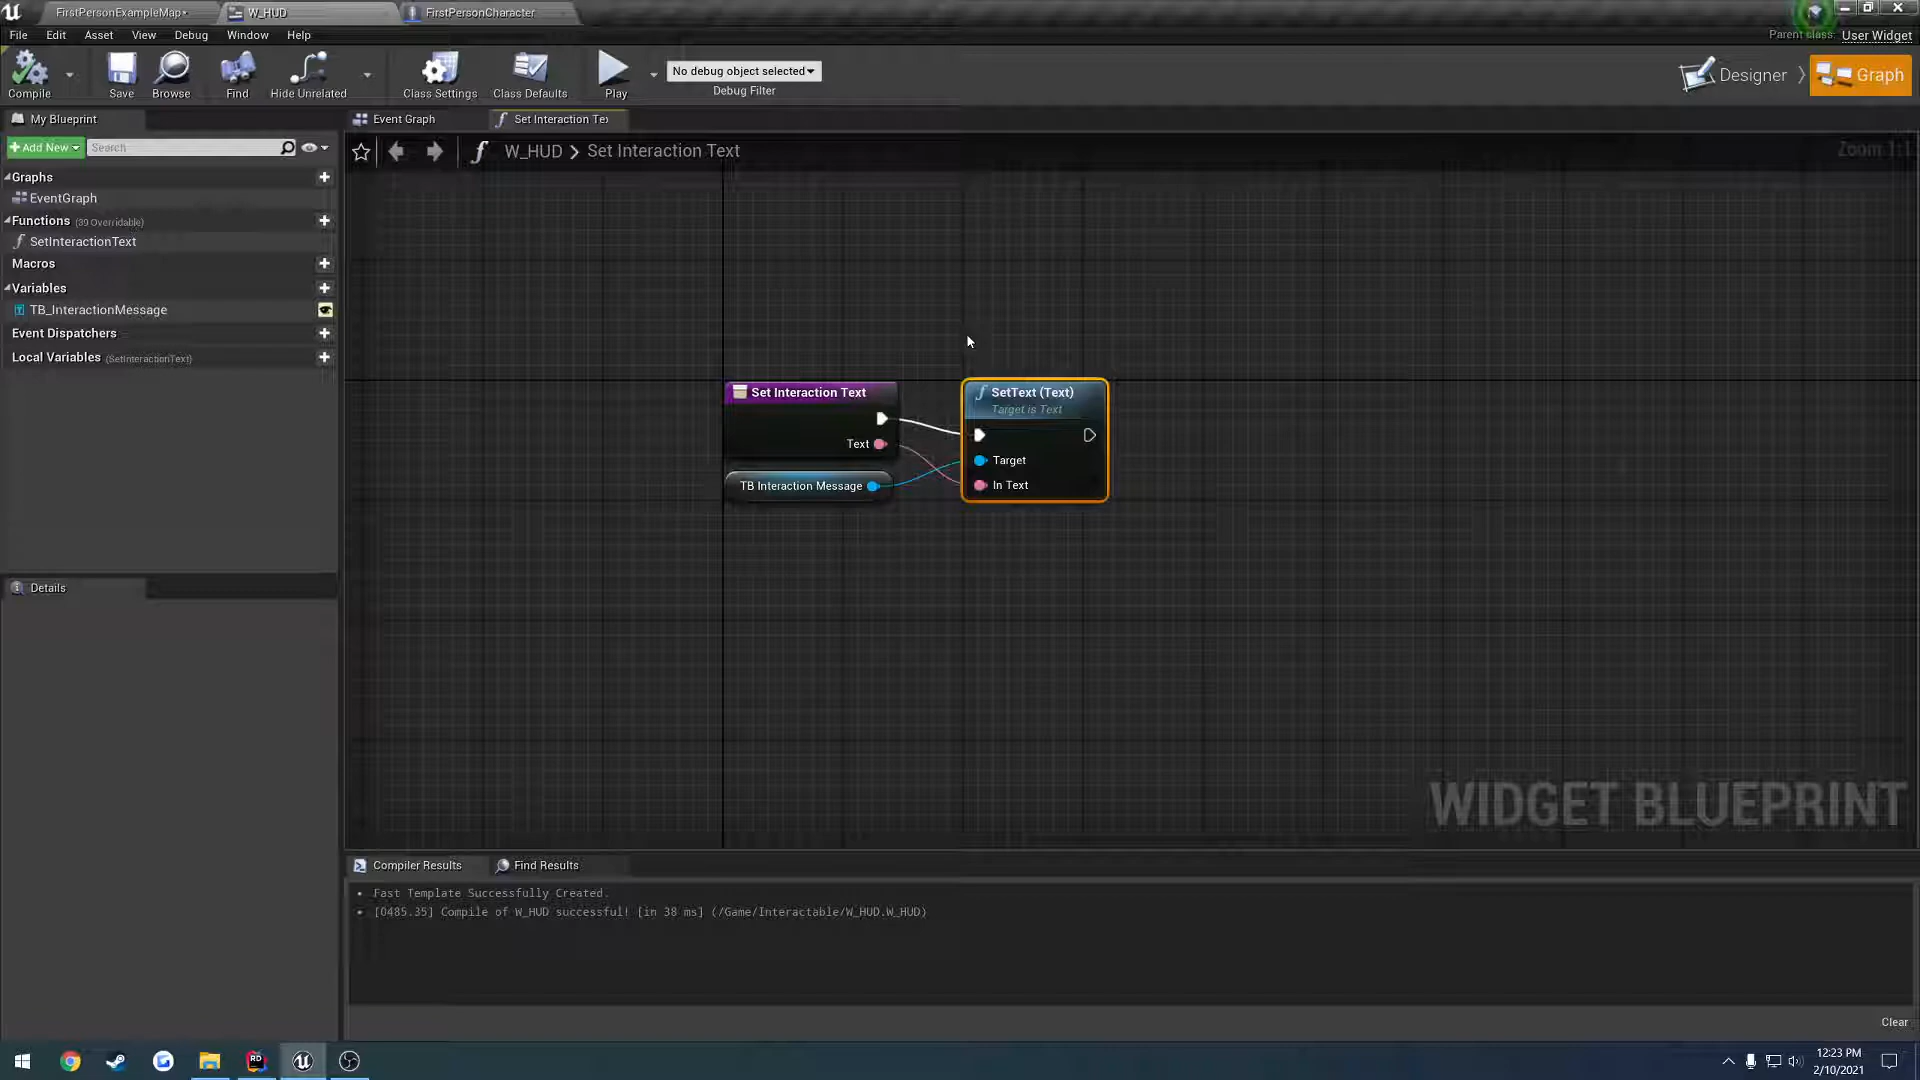 FirstPersonExampleMap•
W_HUD
FirstPersonCharacter
File Edit Asset View Debug Window Help
Parent class: User Widget
Compile
Save
Browse
Find
Hide Unrelated
Class Settings
Class Defaults
Play
No debug object selected
Debug Filter
Designer
Graph
My Blueprint
Event Graph
Set Interaction Tex
Add New
Search
W_HUD > Set Interaction Text
Zoom 1:1
Graphs
EventGraph
Functions (39 Overridable)
SetInteractionText
Macros
Variables
TB_InteractionMessage
Event Dispatchers
Local Variables (SetInteractionText)
Set Interaction Text
Text
TB Interaction Message
SetText (Text)
Target is Text
Target
In Text
Details
WIDGET BLUEPRINT
Compiler Results
Find Results
• Fast Template Successfully Created.
• [0485.35] Compile of W_HUD successful! [in 38 ms] (/Game/Interactable/W_HUD.W_HUD)
Clear
RD
12:23 PM
2/10/2021